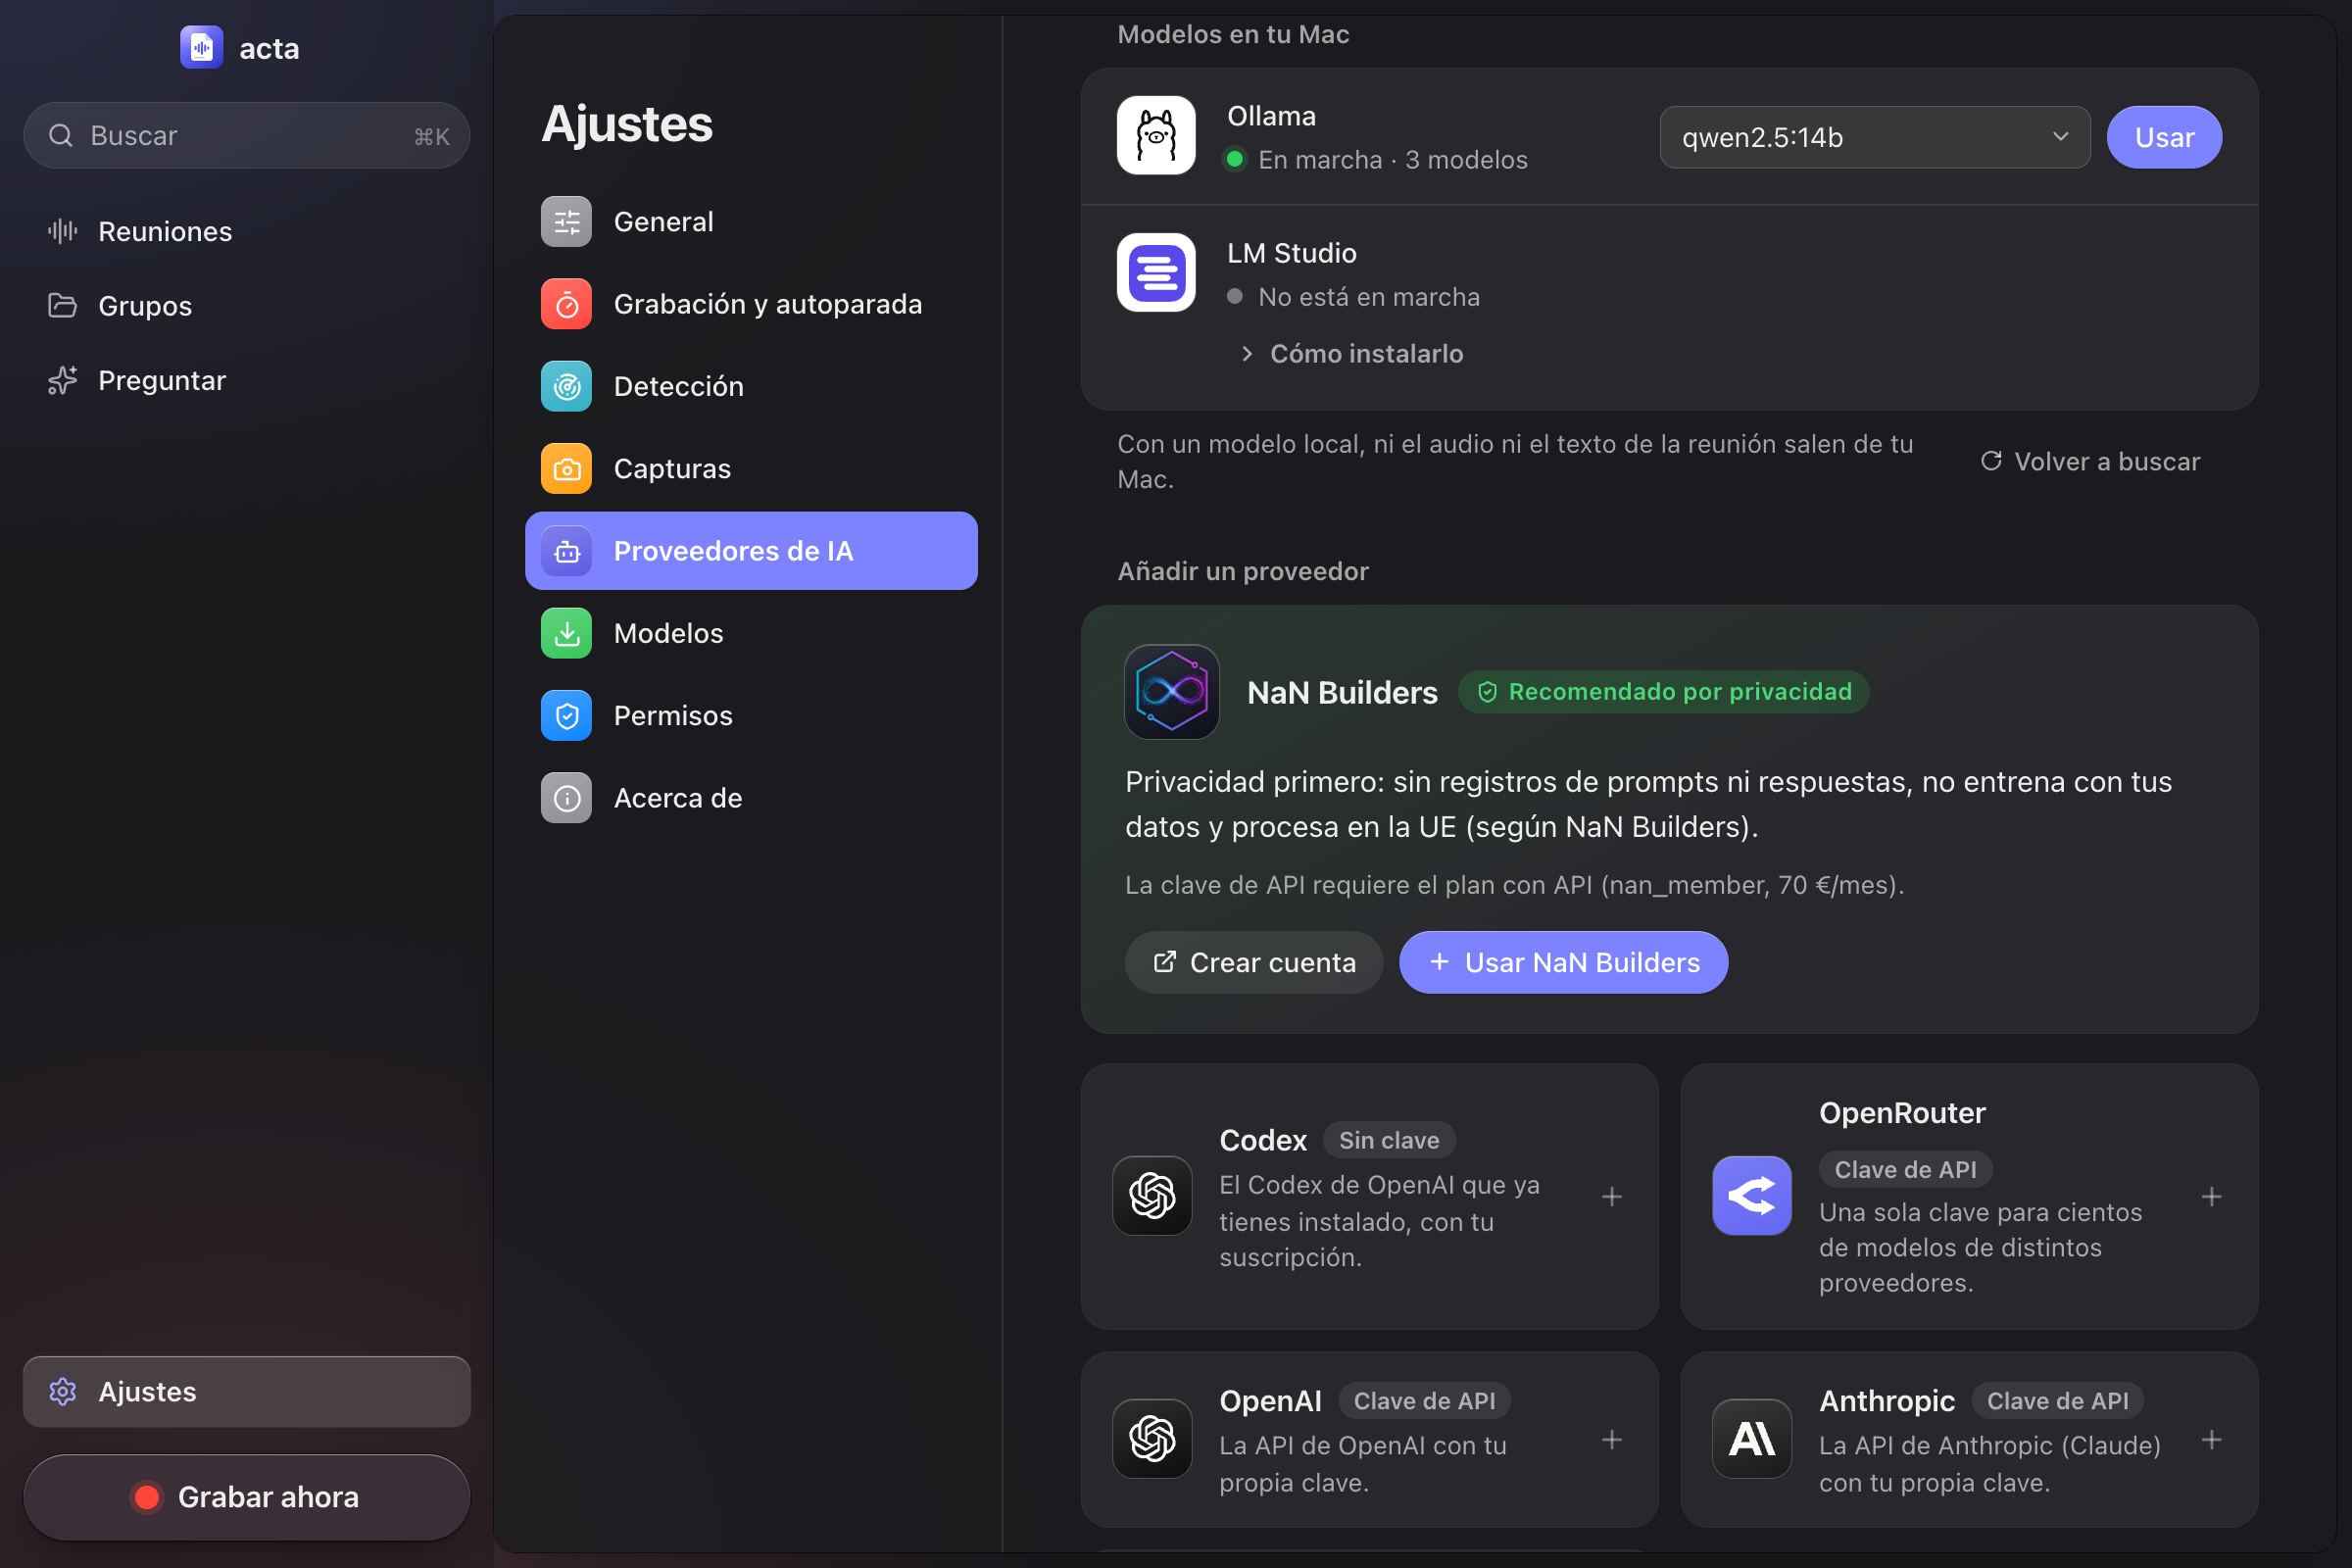 acta
Buscar ⌘K
Reuniones
Grupos
Preguntar
Ajustes
Grabar ahora
Ajustes
General
Grabación y autoparada
Detección
Capturas
Proveedores de IA
Modelos
Permisos
Acerca de
Modelos en tu Mac
Ollama
En marcha · 3 modelos
qwen2.5:14b
Usar
LM Studio
No está en marcha
Cómo instalarlo
Con un modelo local, ni el audio ni el texto de la reunión salen de tu
Mac.
Volver a buscar
Añadir un proveedor
NaN Builders
Recomendado por privacidad
Privacidad primero: sin registros de prompts ni respuestas, no entrena con tus
datos y procesa en la UE (según NaN Builders).
La clave de API requiere el plan con API (nan_member, 70 €/mes).
Crear cuenta
+ Usar NaN Builders
Codex Sin clave
El Codex de OpenAI que ya
tienes instalado, con tu
suscripción.
OpenRouter
Clave de API
Una sola clave para cientos
de modelos de distintos
proveedores.
OpenAI Clave de API
La API de OpenAI con tu
propia clave.
Anthropic Clave de API
La API de Anthropic (Claude)
con tu propia clave.